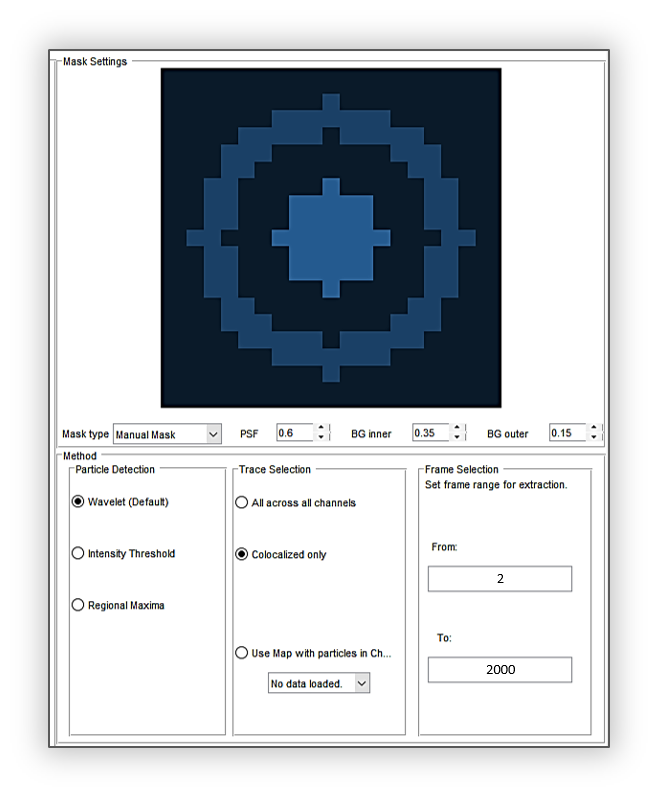 Mask Settings
Mask type Manual Mask PSF 0.6 BG inner 0.35 BG outer 0.15
Method
Particle Detection
Wavelet (Default)
Intensity Threshold
Regional Maxima
Trace Selection
All across all channels
Colocalized only
Use Map with particles in Ch...
No data loaded.
Frame Selection
Set frame range for extraction.
From:
2
To:
2000